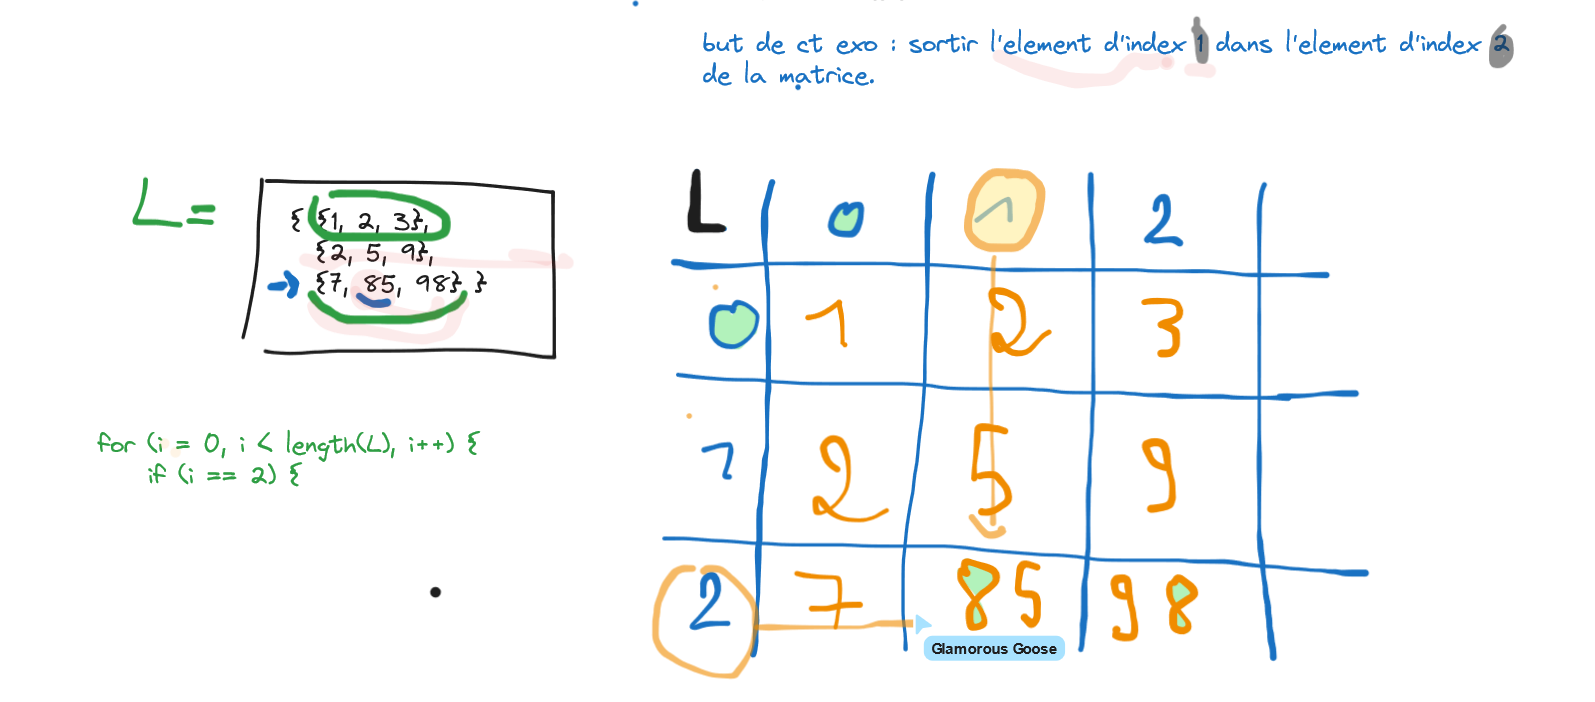 but de ct exo : sortir l'element d'index 1 dans l'element d'index 2
de la matrice.
L=
{ {1, 2, 3},
{2, 5, 9},
{7, 85, 98} }
for (i = 0, i < length(L), i++) {
if (i == 2) {
L 0 1 2
0 1 2 3
1 2 5 9
2 7 85 98
Glamorous Goose